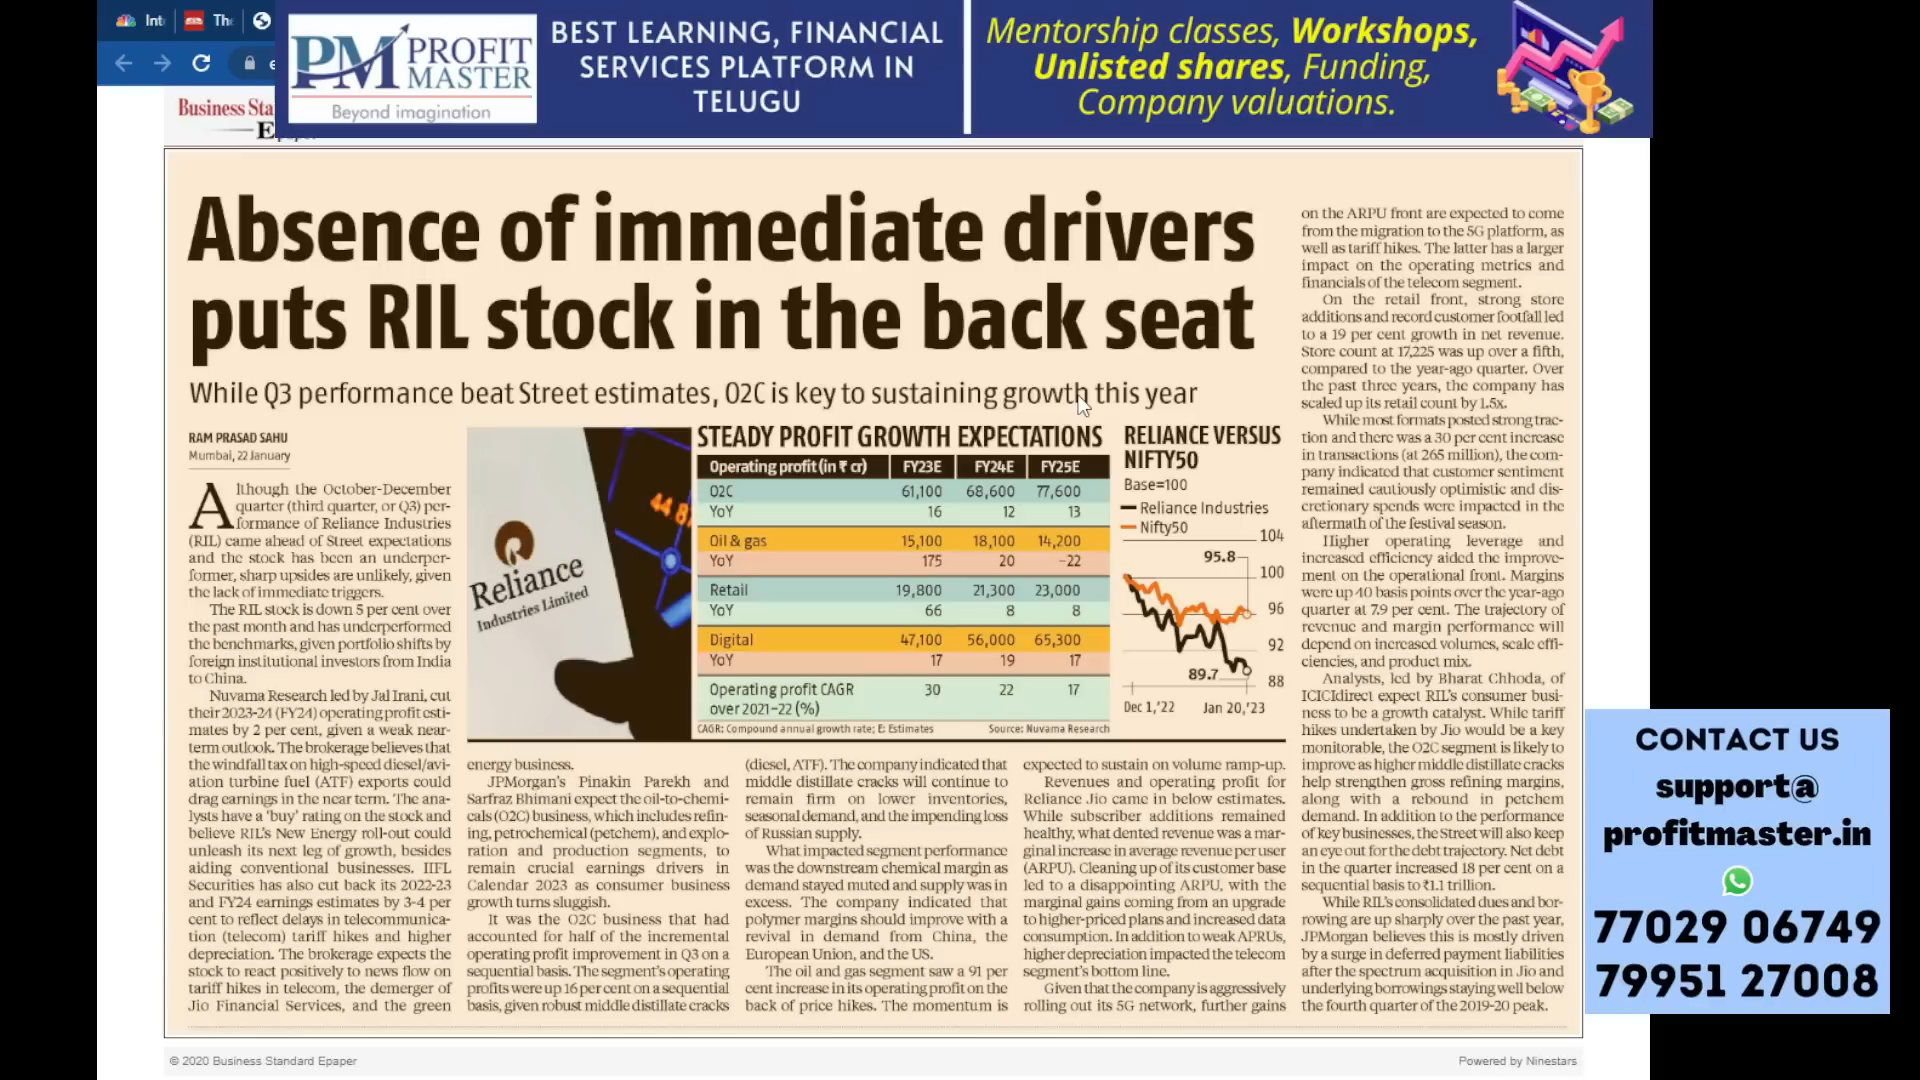 Int
Th
PM PROFIT
MASTER
Beyond imagination
BEST LEARNING, FINANCIAL
SERVICES PLATFORM IN
TELUGU
Mentorship classes, Workshops,
Unlisted shares, Funding,
Company valuations.
Business Sta
Absence of immediate drivers
puts RIL stock in the back seat
While Q3 performance beat Street estimates, O2C is key to sustaining growth this year
RAM PRASAD SAHU
Mumbai, 22 January
Although the October-December
quarter (third quarter, or Q3) per-
formance of Reliance Industries
(RIL) came ahead of Street expectations
and the stock has been an underper-
former, sharp upsides are unlikely, given
the lack of immediate triggers.
The RIL stock is down 5 per cent over
the past month and has underperformed
the benchmarks, given portfolio shifts by
foreign institutional investors from India
to China.
Nuvama Research led by Jal Irani, cut
their 2023-24 (FY24) operating profit esti-
mates by 2 per cent, given a weak near-
term outlook. The brokerage believes that
the windfall tax on high-speed diesel/avi-
ation turbine fuel (ATF) exports could
drag earnings in the near term. The ana-
lysts have a 'buy' rating on the stock and
believe RIL's New Energy roll-out could
unleash its next leg of growth, besides
aiding conventional businesses. IIFL
Securities has also cut back its 2022-23
and FY24 earnings estimates by 3-4 per
cent to reflect delays in telecommunica-
tion (telecom) tariff hikes and higher
depreciation. The brokerage expects the
stock to react positively to news flow on
tariff hikes in telecom, the demerger of
Jio Financial Services, and the green
Reliance
Industries Limited
STEADY PROFIT GROWTH EXPECTATIONS
Operating profit (in ₹ cr) FY23E FY24E FY25E
O2C 61,100 68,600 77,600
YoY 16 12 13
Oil & gas 15,100 18,100 14,200
YoY 175 20 -22
Retail 19,800 21,300 23,000
YoY 66 8 8
Digital 47,100 56,000 65,300
YoY 17 19 17
Operating profit CAGR 30 22 17
over 2021-22 (%)
CAGR: Compound annual growth rate; E: Estimates Source: Nuvama Research
RELIANCE VERSUS
NIFTY50
Base=100
Reliance Industries
Nifty50
104
95.8
100
96
92
89.7
88
Dec 1,'22 Jan 20,'23
energy business.
JPMorgan's Pinakin Parekh and
Sarfraz Bhimani expect the oil-to-chemi-
cals (O2C) business, which includes refin-
ing, petrochemical (petchem), and explo-
ration and production segments, to
remain crucial earnings drivers in
Calendar 2023 as consumer business
growth turns sluggish.
It was the O2C business that had
accounted for half of the incremental
operating profit improvement in Q3 on a
sequential basis. The segment's operating
profits were up 16 per cent on a sequential
basis, given robust middle distillate cracks
(diesel, ATF). The company indicated that
middle distillate cracks will continue to
remain firm on lower inventories,
seasonal demand, and the impending loss
of Russian supply.
What impacted segment performance
was the downstream chemical margin as
demand stayed muted and supply was in
excess. The company indicated that
polymer margins should improve with a
revival in demand from China, the
European Union, and the US.
The oil and gas segment saw a 91 per
cent increase in its operating profit on the
back of price hikes. The momentum is
expected to sustain on volume ramp-up.
Revenues and operating profit for
Reliance Jio came in below estimates.
While subscriber additions remained
healthy, what dented revenue was a mar-
ginal increase in average revenue per user
(ARPU). Cleaning up of its customer base
led to a disappointing ARPU, with the
marginal gains coming from an upgrade
to higher-priced plans and increased data
consumption. In addition to weak APRUs,
higher depreciation impacted the telecom
segment's bottom line.
Given that the company is aggressively
rolling out its 5G network, further gains
on the ARPU front are expected to come
from the migration to the 5G platform, as
well as tariff hikes. The latter has a larger
impact on the operating metrics and
financials of the telecom segment.
On the retail front, strong store
additions and record customer footfall led
to a 19 per cent growth in net revenue.
Store count at 17,225 was up over a fifth,
compared to the year-ago quarter. Over
the past three years, the company has
scaled up its retail count by 1.5x.
While most formats posted strong trac-
tion and there was a 30 per cent increase
in transactions (at 265 million), the com-
pany indicated that customer sentiment
remained cautiously optimistic and dis-
cretionary spends were impacted in the
aftermath of the festival season.
Higher operating leverage and
increased efficiency aided the improve-
ment on the operational front. Margins
were up 40 basis points over the year-ago
quarter at 7.9 per cent. The trajectory of
revenue and margin performance will
depend on increased volumes, scale effi-
ciencies, and product mix.
Analysts, led by Bharat Chhoda, of
ICICIdirect expect RIL's consumer busi-
ness to be a growth catalyst. While tariff
hikes undertaken by Jio would be a key
monitorable, the O2C segment is likely to
improve as higher middle distillate cracks
help strengthen gross refining margins,
along with a rebound in petchem
demand. In addition to the performance
of key businesses, the Street will also keep
an eye out for the debt trajectory. Net debt
in the quarter increased 18 per cent on a
sequential basis to ₹1.1 trillion.
While RIL's consolidated dues and bor-
rowing are up sharply over the past year,
JPMorgan believes this is mostly driven
by a surge in deferred payment liabilities
after the spectrum acquisition in Jio and
underlying borrowings staying well below
the fourth quarter of the 2019-20 peak.
CONTACT US
support@
profitmaster.in
77029 06749
79951 27008
© 2020 Business Standard Epaper
Powered by Ninestars